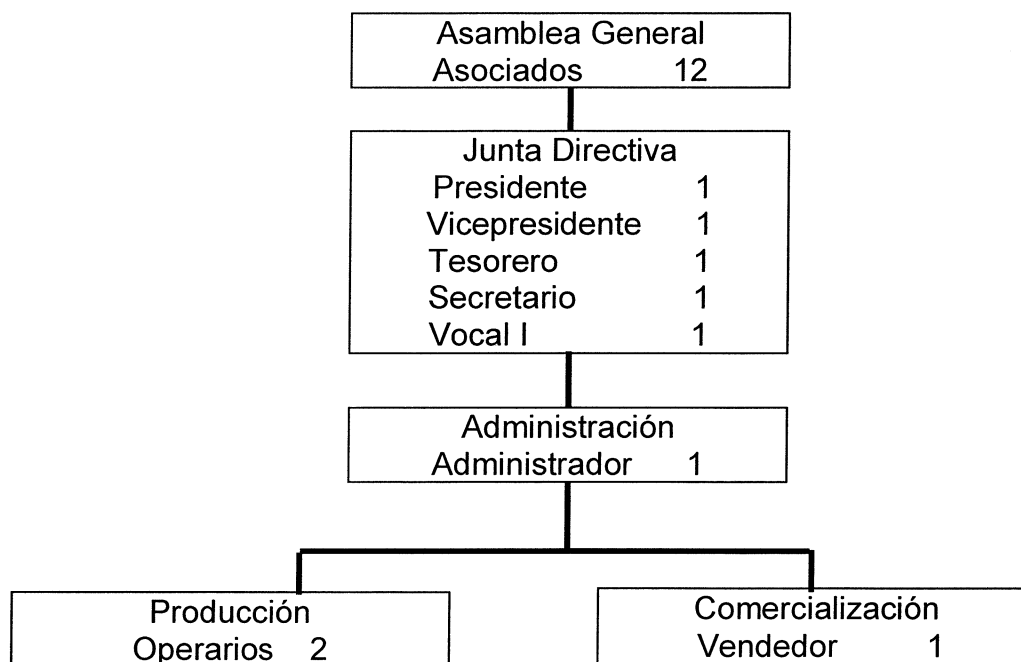 Asamblea General
Asociados 12
Junta Directiva
Presidente 1
Vicepresidente 1
Tesorero 1
Secretario 1
Vocal I 1
Administración
Administrador 1
Producción
Operarios 2
Comercialización
Vendedor 1